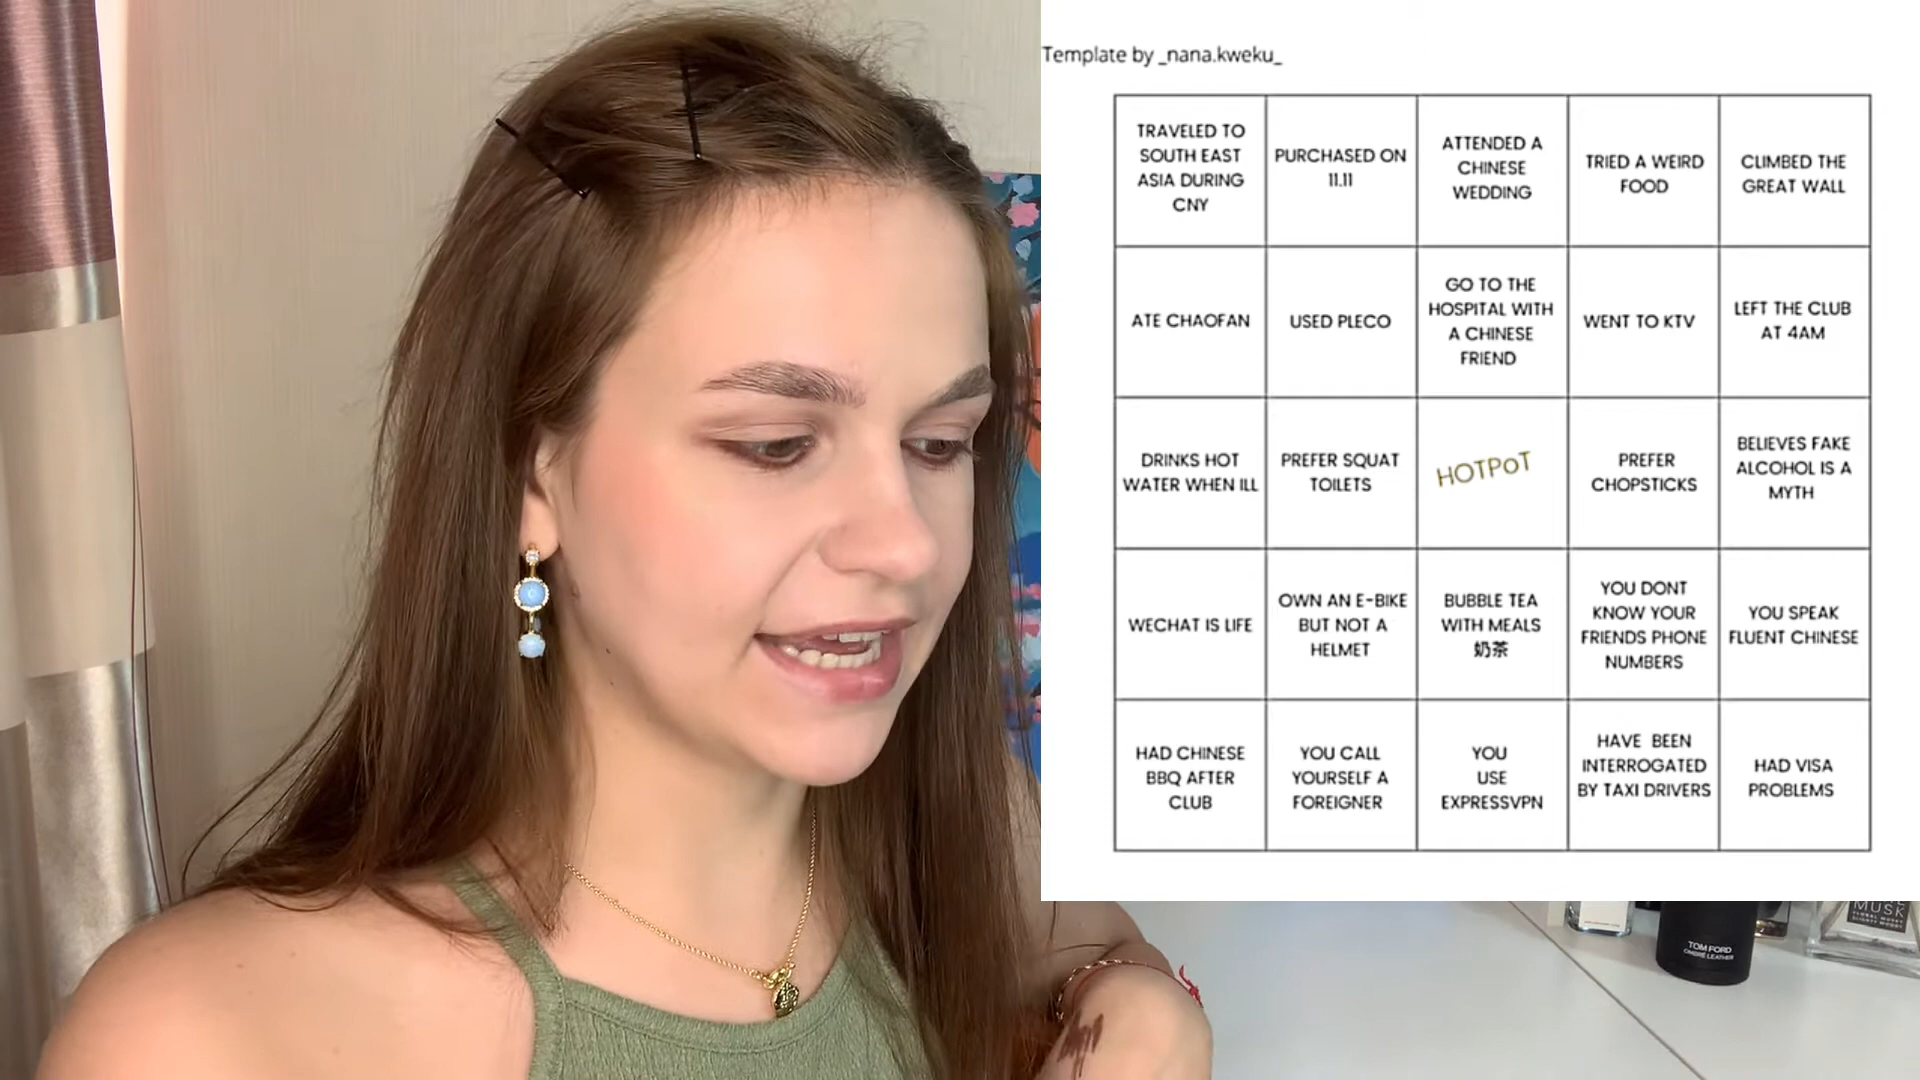 Template by _nana.kweku_
TRAVELED TO
SOUTH EAST
ASIA DURING
CNY
PURCHASED ON
11.11
ATTENDED A
CHINESE
WEDDING
TRIED A WEIRD
FOOD
CLIMBED THE
GREAT WALL
ATE CHAOFAN
USED PLECO
GO TO THE
HOSPITAL WITH
A CHINESE
FRIEND
WENT TO KTV
LEFT THE CLUB
AT 4AM
DRINKS HOT
WATER WHEN ILL
PREFER SQUAT
TOILETS
HOTPoT
PREFER
CHOPSTICKS
BELIEVES FAKE
ALCOHOL IS A
MYTH
WECHAT IS LIFE
OWN AN E-BIKE
BUT NOT A
HELMET
BUBBLE TEA
WITH MEALS
奶茶
YOU DONT
KNOW YOUR
FRIENDS PHONE
NUMBERS
YOU SPEAK
FLUENT CHINESE
HAD CHINESE
BBQ AFTER
CLUB
YOU CALL
YOURSELF A
FOREIGNER
YOU
USE
EXPRESSVPN
HAVE BEEN
INTERROGATED
BY TAXI DRIVERS
HAD VISA
PROBLEMS
MUSK
TOM FORD
OMBRÉ LEATHER